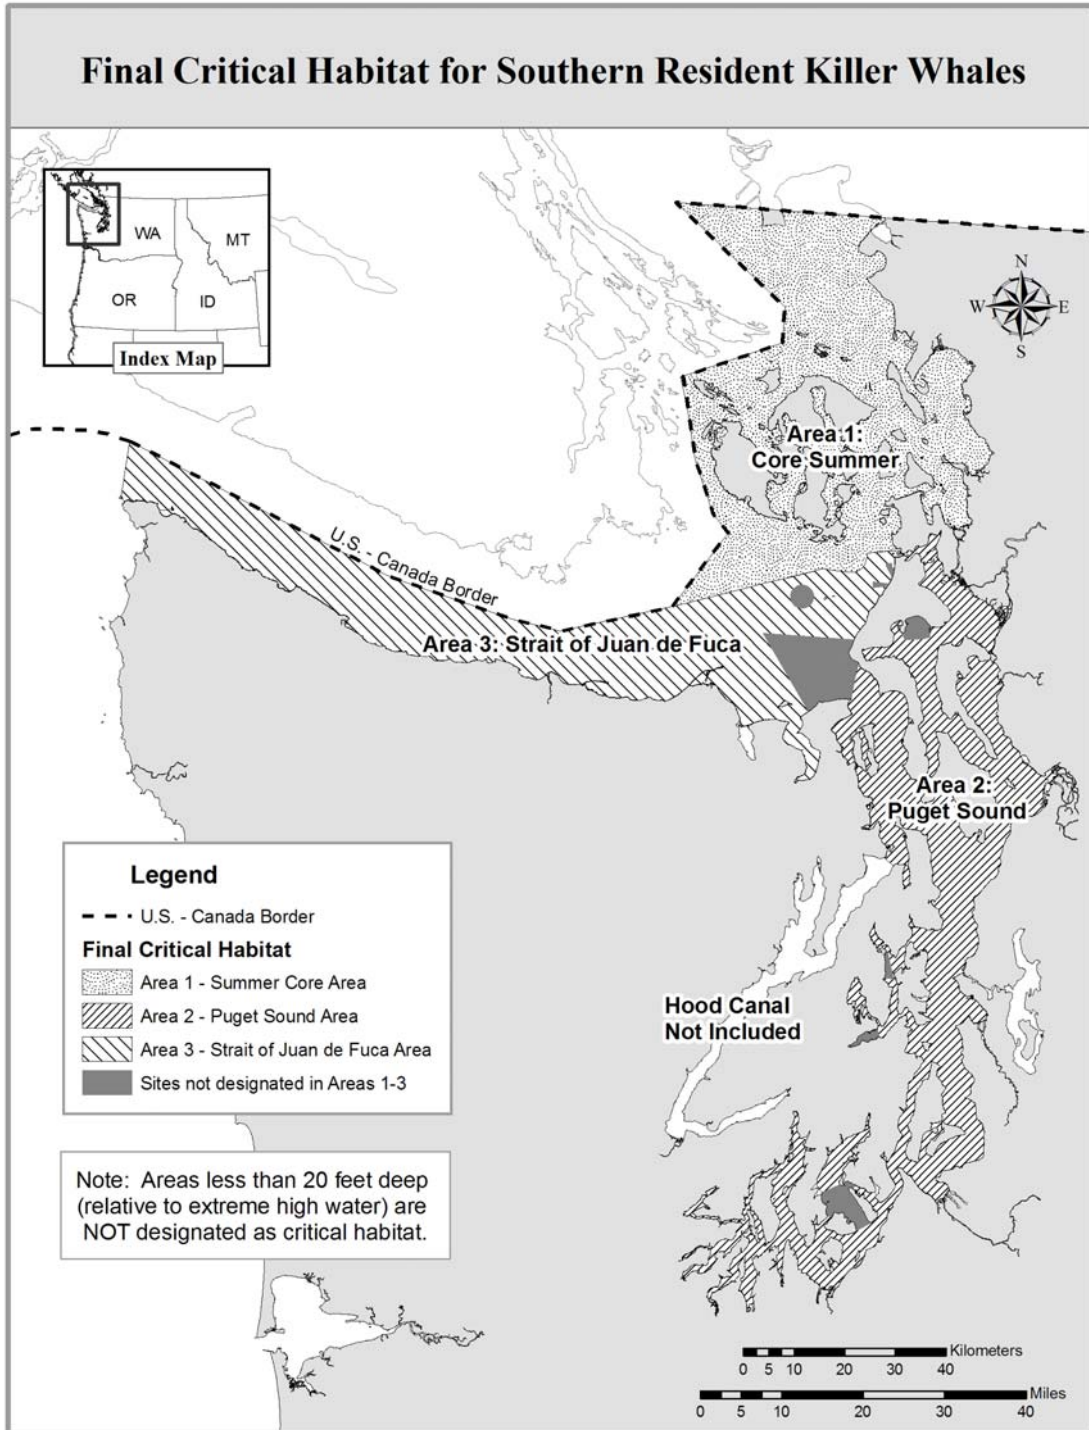 Final Critical Habitat for Southern Resident Killer Whales
WA
MT
OR
ID
Index Map
N
W
E
S
Area 1:
Core Summer
U.S. - Canada Border
Area 3: Strait of Juan de Fuca
Area 2:
Puget Sound
Hood Canal
Not Included
Legend
U.S. - Canada Border
Final Critical Habitat
Area 1 - Summer Core Area
Area 2 - Puget Sound Area
Area 3 - Strait of Juan de Fuca Area
Sites not designated in Areas 1-3
Note: Areas less than 20 feet deep
(relative to extreme high water) are
NOT designated as critical habitat.
Kilometers
0 5 10 20 30 40
Miles
0 5 10 20 30 40